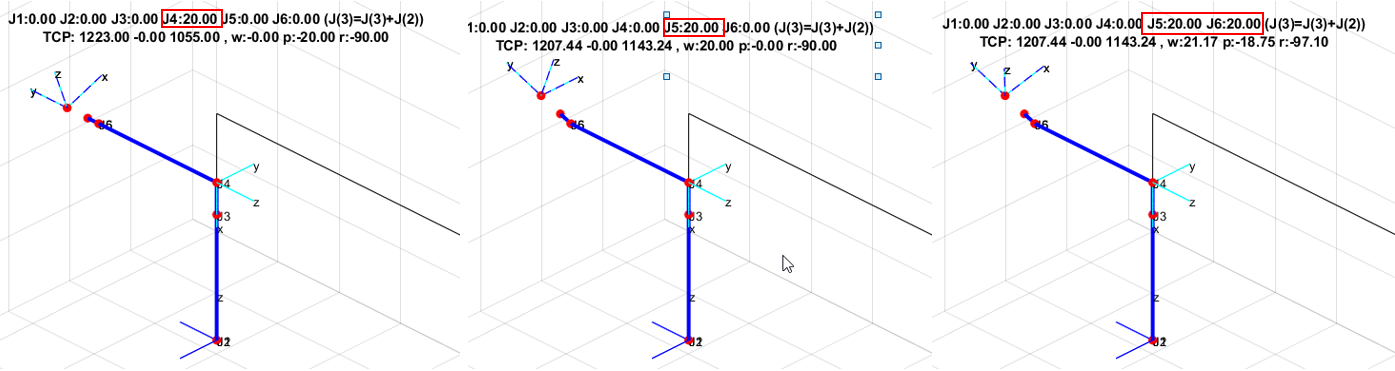 J1:0.00 J2:0.00 J3:0.00 J4:20.00 J5:0.00 J6:0.00 (J(3)=J(3)+J(2))
TCP: 1223.00 -0.00 1055.00 , w:-0.00 p:-20.00 r:-90.00
z
x
y
J6
y
J4
z
J3
x
z
1:0.00 J2:0.00 J3:0.00 J4:0.00 J5:20.00 J6:0.00 (J(3)=J(3)+J(2))
TCP: 1207.44 -0.00 1143.24 , w:20.00 p:-0.00 r:-90.00
y
z
x
J6
y
J4
z
J3
x
z
J1:0.00 J2:0.00 J3:0.00 J4:0.00 J5:20.00 J6:20.00 (J(3)=J(3)+J(2))
TCP: 1207.44 -0.00 1143.24 , w:21.17 p:-18.75 r:-97.10
y
z
x
J6
y
J4
z
J3
x
z